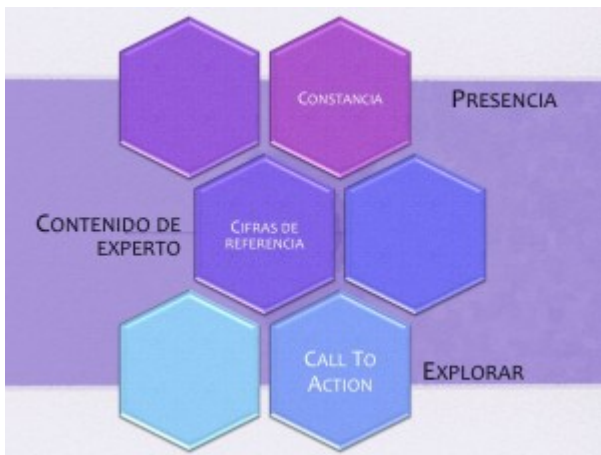 CONSTANCIA
PRESENCIA
CONTENIDO DE
EXPERTO
CIFRAS DE
REFERENCIA
CALL TO
ACTION
EXPLORAR